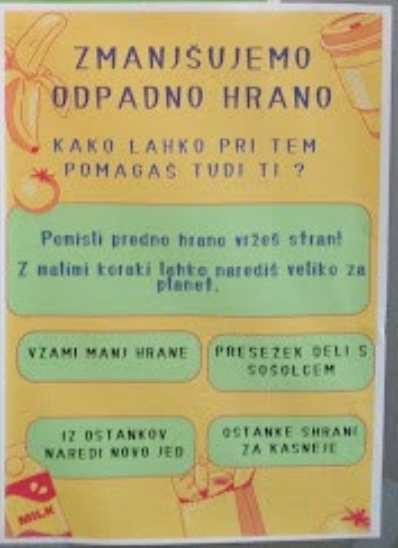 ZMANJŠUJEMO
ODPADNO HRANO
KAKO LAHKO PRI TEM
POMAGAŠ TUDI TI ?
Pomisli predno hrano vržeš stran!
Z malimi koraki lahko narediš veliko za
planet.
VZAMI MANJ HRANE
PRESEŽEK DELI S
SOŠOLCEM
IZ OSTANKOV
NAREDI NOVO JED
OSTANKE SHRANI
ZA KASNEJE
MILK